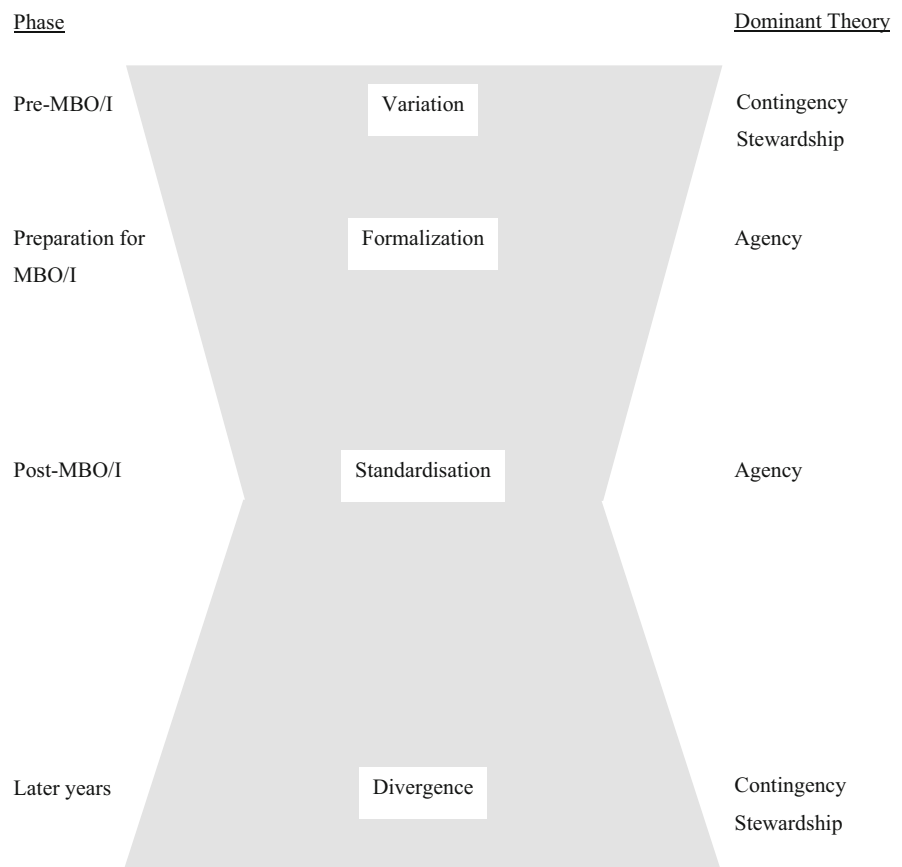 Phase
Dominant Theory
Pre-MBO/I
Variation
Contingency
Stewardship
Preparation for
MBO/I
Formalization
Agency
Post-MBO/I
Standardisation
Agency
Later years
Divergence
Contingency
Stewardship